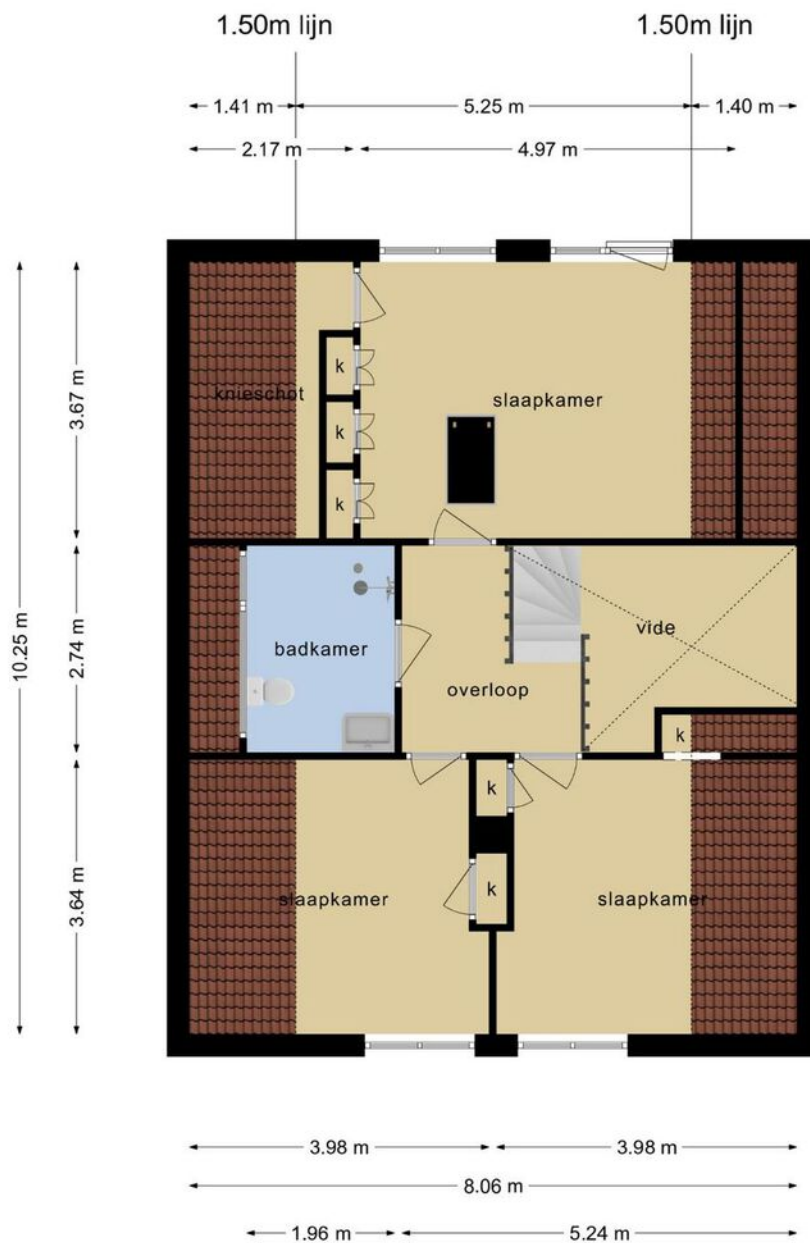 1.50m lijn 1.50m lijn
1.41 m 5.25 m 1.40 m
2.17 m 4.97 m
10.25 m
3.67 m
2.74 m
3.64 m
k
knieschot slaapkamer
k
k
badkamer vide
overloop
k
k
k
slaapkamer slaapkamer
3.98 m 3.98 m
8.06 m
1.96 m 5.24 m